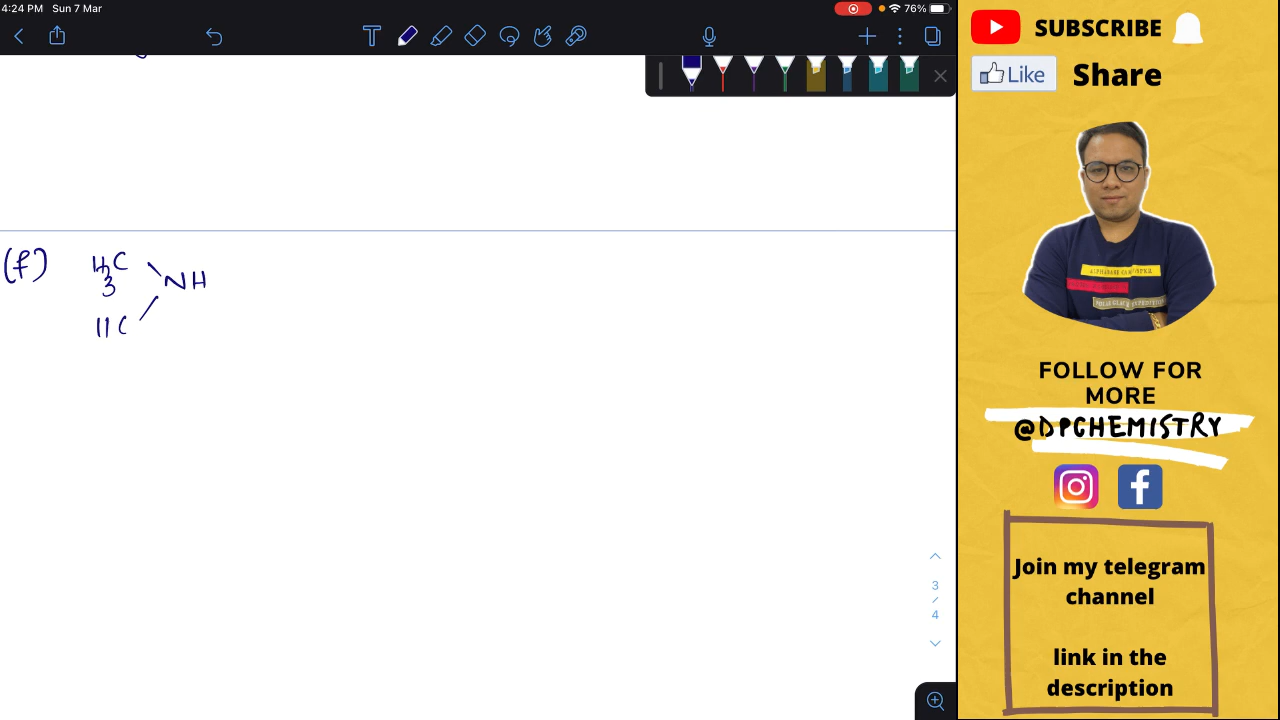 4:24 PM Sun 7 Mar
76%
T
(f) H3C
NH
HC
3
4
SUBSCRIBE
Like Share
FOLLOW FOR
MORE
@DPCHEMISTRY
Join my telegram
channel
link in the
description